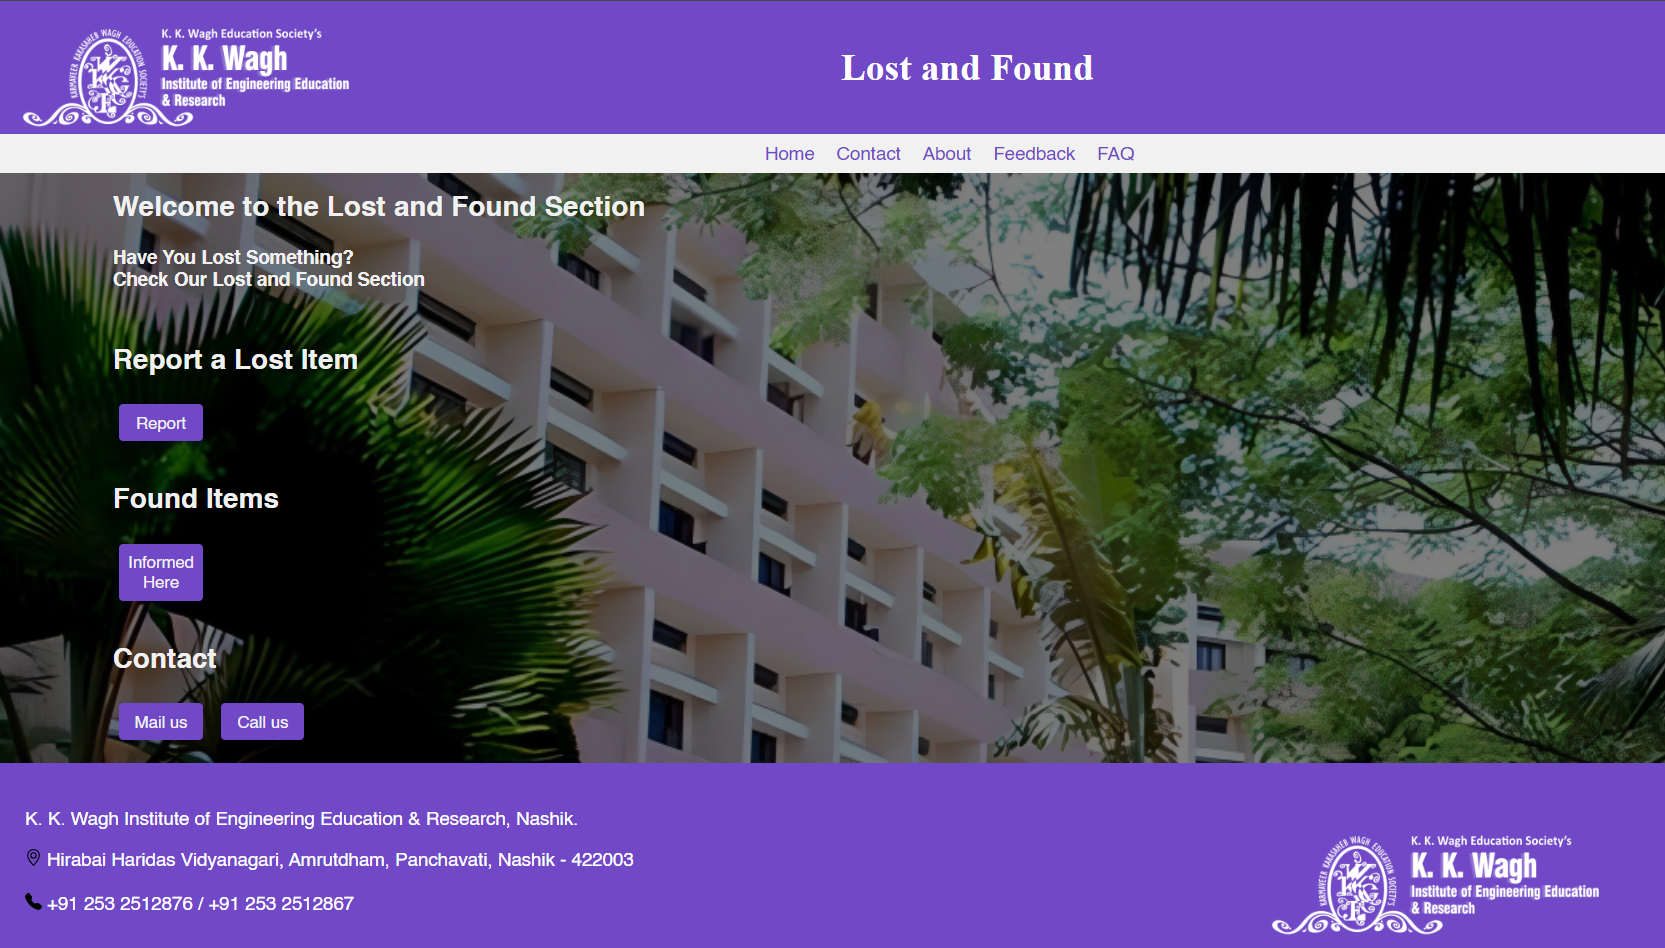 K. K. Wagh Education Society's
K. K. Wagh
Institute of Engineering Education
& Research
KARMAVEER KAKASAHEB WAGH EDUCATION SOCIETY'S
Lost and Found
Home Contact About Feedback FAQ
Welcome to the Lost and Found Section
Have You Lost Something?
Check Our Lost and Found Section
Report a Lost Item
Report
Found Items
Informed
Here
Contact
Mail us Call us
K. K. Wagh Institute of Engineering Education & Research, Nashik.
Hirabai Haridas Vidyanagari, Amrutdham, Panchavati, Nashik - 422003
+91 253 2512876 / +91 253 2512867
K. K. Wagh Education Society's
K. K. Wagh
Institute of Engineering Education
& Research
KARMAVEER KAKASAHEB WAGH EDUCATION SOCIETY'S